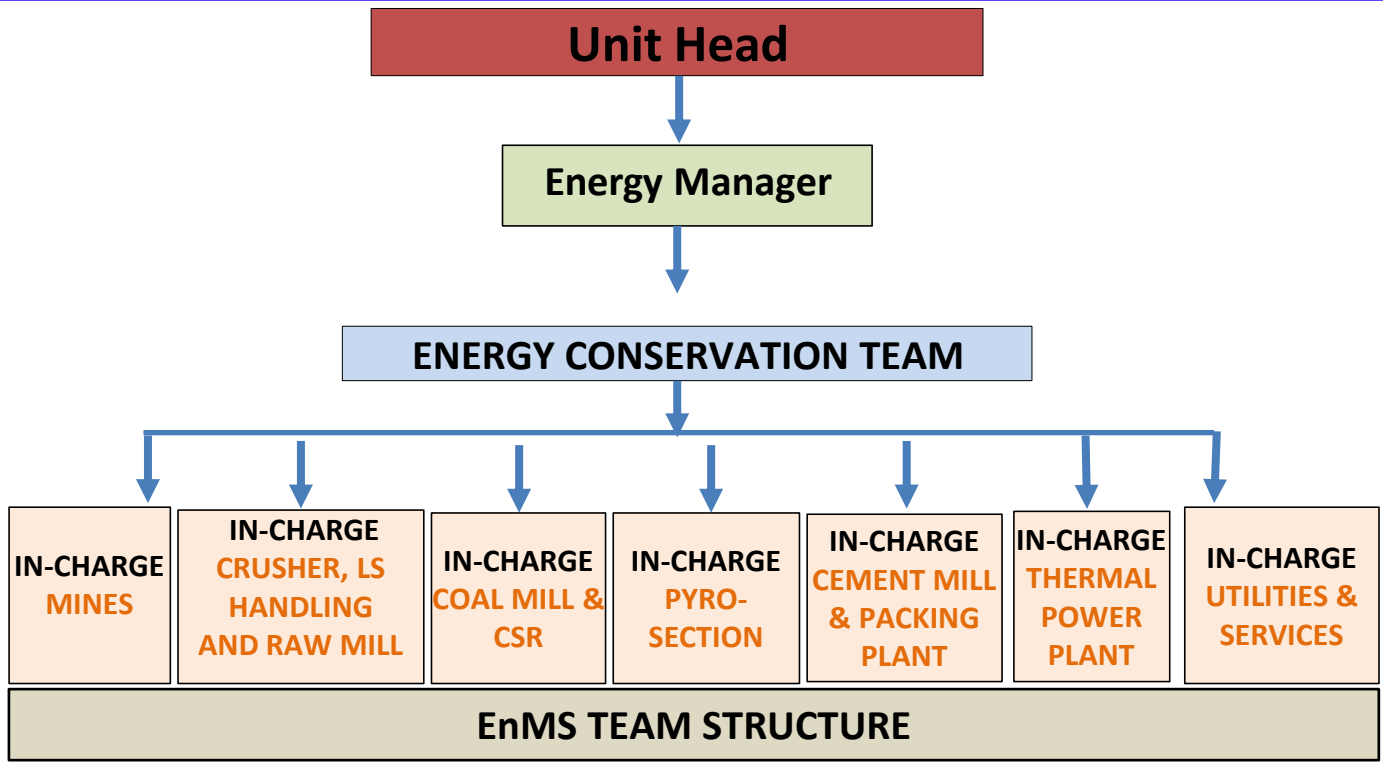 Unit Head
Energy Manager
ENERGY CONSERVATION TEAM
IN-CHARGE
MINES
IN-CHARGE
CRUSHER, LS
HANDLING
AND RAW MILL
IN-CHARGE
COAL MILL &
CSR
IN-CHARGE
PYRO-
SECTION
IN-CHARGE
CEMENT MILL
& PACKING
PLANT
IN-CHARGE
THERMAL
POWER
PLANT
IN-CHARGE
UTILITIES &
SERVICES
EnMS TEAM STRUCTURE